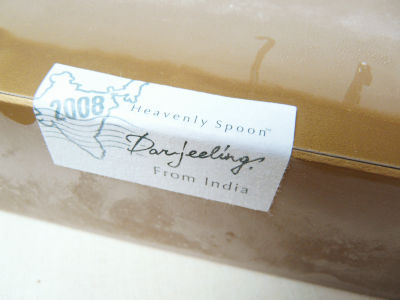 2008
Heavenly Spoon™
Darjeeling.
From India